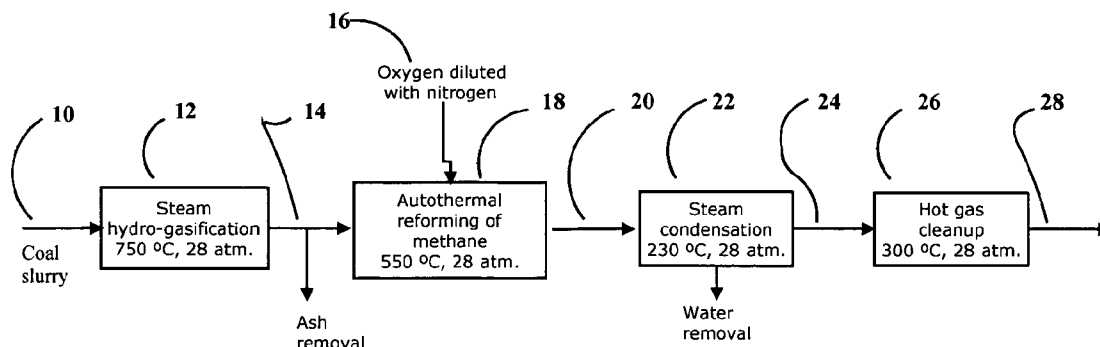 16
Oxygen diluted
with nitrogen
10
12
14
18
20
22
24
26
28
Coal
slurry
Steam
hydro-gasification
750 ºC, 28 atm.
Autothermal
reforming of
methane
550 ºC, 28 atm.
Steam
condensation
230 ºC, 28 atm.
Hot gas
cleanup
300 ºC, 28 atm.
Ash
removal
Water
removal